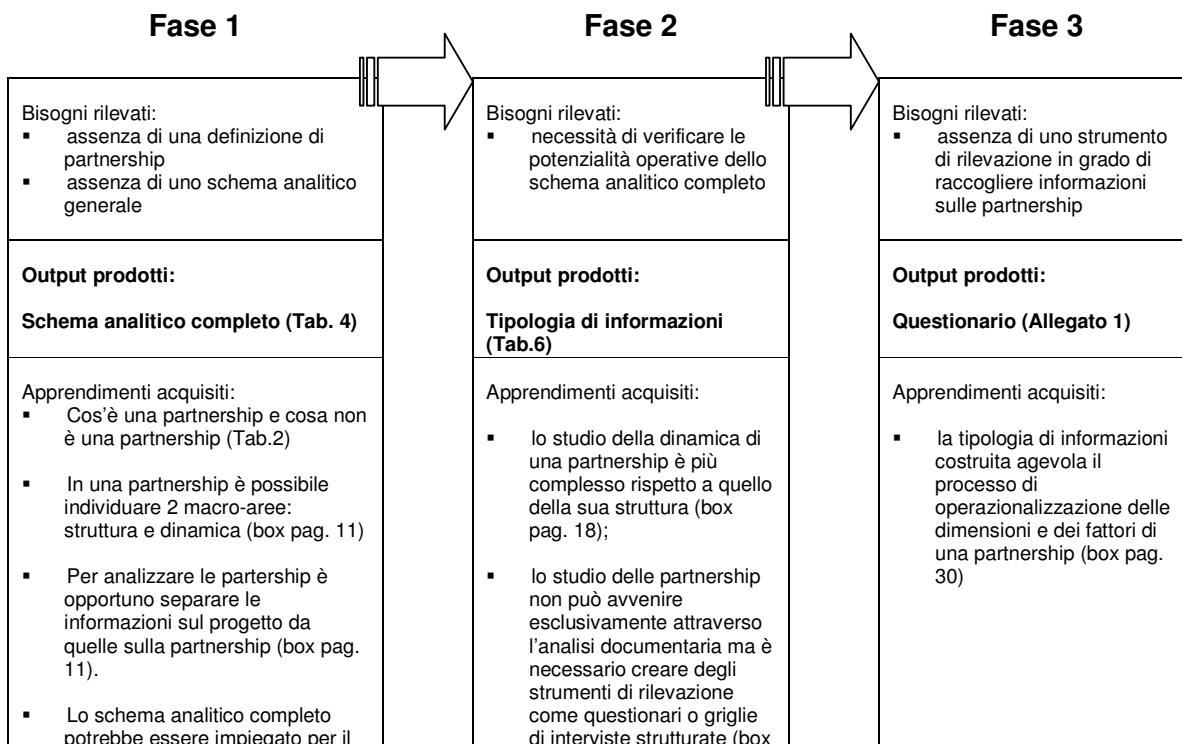 Fase 1
Bisogni rilevati:
▪ assenza di una definizione di
partnership
▪ assenza di uno schema analitico
generale
Output prodotti:
Schema analitico completo (Tab. 4)
Apprendimenti acquisiti:
▪ Cos'è una partnership e cosa non
è una partnership (Tab.2)
▪ In una partnership è possibile
individuare 2 macro-aree:
struttura e dinamica (box pag. 11)
▪ Per analizzare le partership è
opportuno separare le
informazioni sul progetto da
quelle sulla partnership (box pag.
11).
▪ Lo schema analitico completo
potrebbe essere impiegato per il
Fase 2
Bisogni rilevati:
▪ necessità di verificare le
potenzialità operative dello
schema analitico completo
Output prodotti:
Tipologia di informazioni
(Tab.6)
Apprendimenti acquisiti:
▪ lo studio della dinamica di
una partnership è più
complesso rispetto a quello
della sua struttura (box
pag. 18);
▪ lo studio delle partnership
non può avvenire
esclusivamente attraverso
l'analisi documentaria ma è
necessario creare degli
strumenti di rilevazione
come questionari o griglie
di interviste strutturate (box
Fase 3
Bisogni rilevati:
▪ assenza di uno strumento
di rilevazione in grado di
raccogliere informazioni
sulle partnership
Output prodotti:
Questionario (Allegato 1)
Apprendimenti acquisiti:
▪ la tipologia di informazioni
costruita agevola il
processo di
operazionalizzazione delle
dimensioni e dei fattori di
una partnership (box pag.
30)